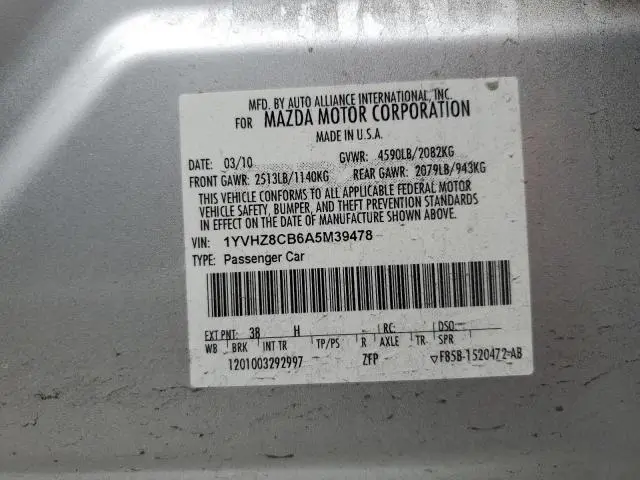 MFD. BY AUTO ALLIANCE INTERNATIONAL, INC.
FOR MAZDA MOTOR CORPORATION
MADE IN U.S.A.
DATE: 03/10 GVWR: 4590LB/2082KG
FRONT GAWR: 2513LB/1140KG REAR GAWR: 2079LB/943KG
THIS VEHICLE CONFORMS TO ALL APPLICABLE FEDERAL MOTOR
VEHICLE SAFETY, BUMPER, AND THEFT PREVENTION STANDARDS
IN EFFECT ON THE DATE OF MANUFACTURE SHOWN ABOVE.
VIN: 1YVHZ8CB6A5M39478
TYPE: Passenger Car
EXT PNT: 38 H RC: DSO:
WB BRK INT TR TP/PS R AXLE TR SPR
1201003292997 ZFP ▽F85B-1520472-AB